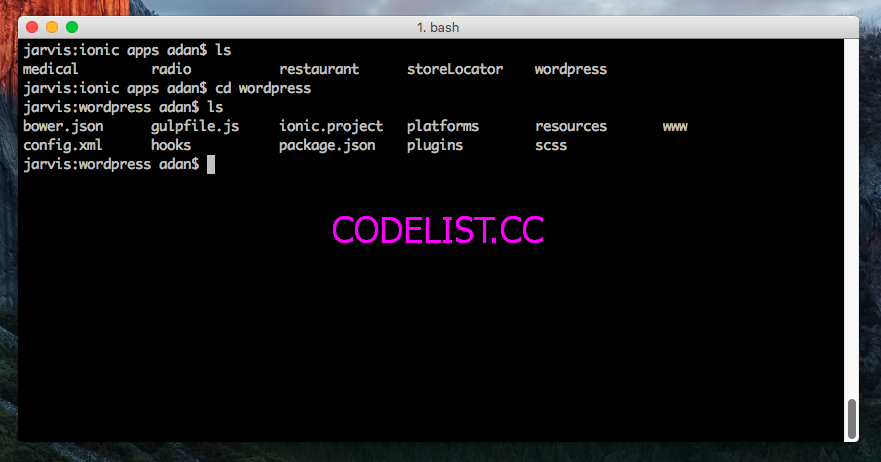 1. bash
jarvis:ionic apps adan$ ls
medical radio restaurant storeLocator wordpress
jarvis:ionic apps adan$ cd wordpress
jarvis:wordpress adan$ ls
bower.json gulpfile.js ionic.project platforms resources www
config.xml hooks package.json plugins scss
jarvis:wordpress adan$
CODELIST.CC